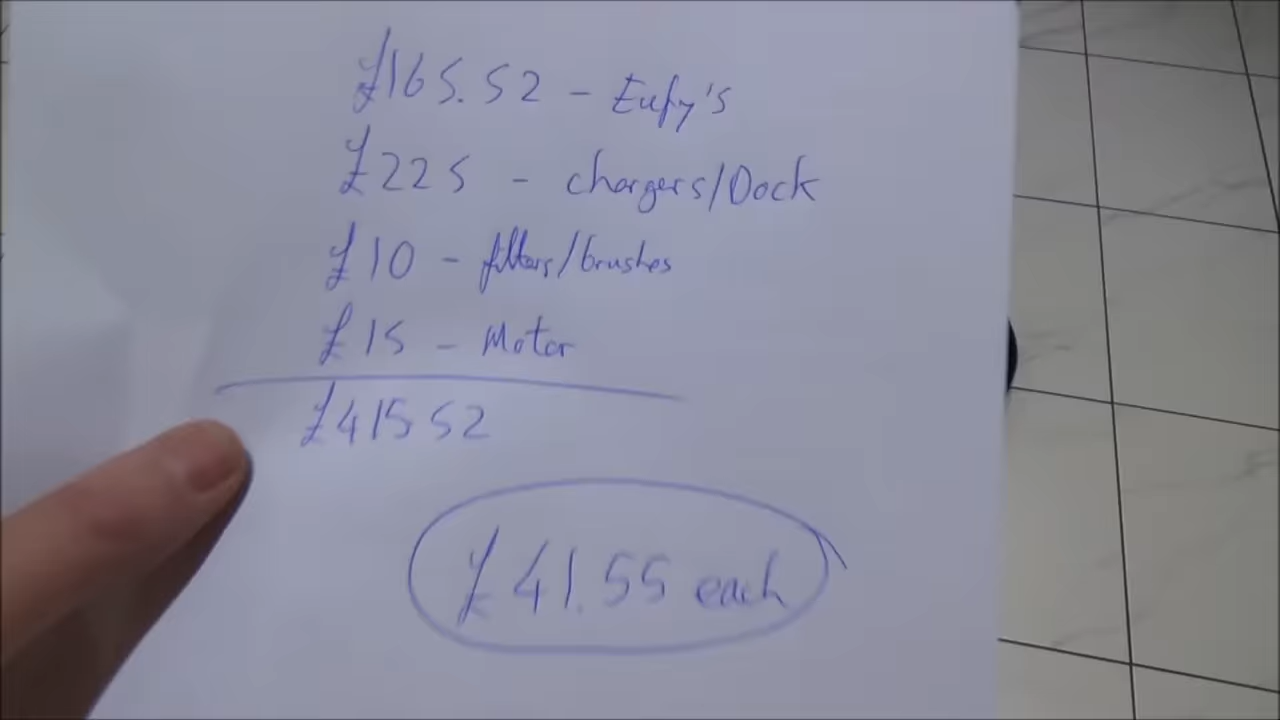 £165.52 - Eufy's
£225 - chargers/Dock
£10 - filters/brushes
£15 - Motor
£415 52
£41.55 each